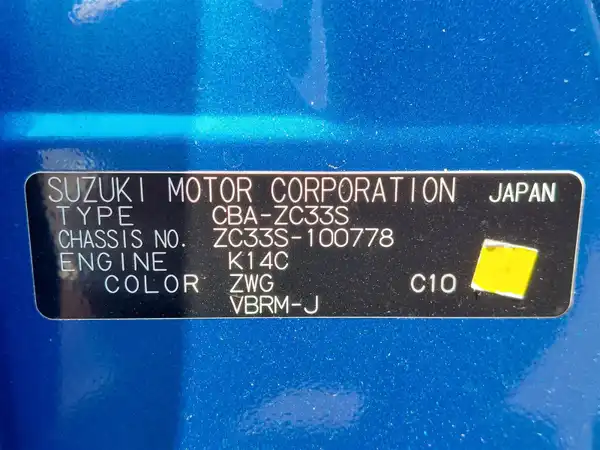 SUZUKI MOTOR CORPORATION JAPAN
TYPE CBA-ZC33S
CHASSIS NO. ZC33S-100778
ENGINE K14C
COLOR ZWG C10
VBRM-J